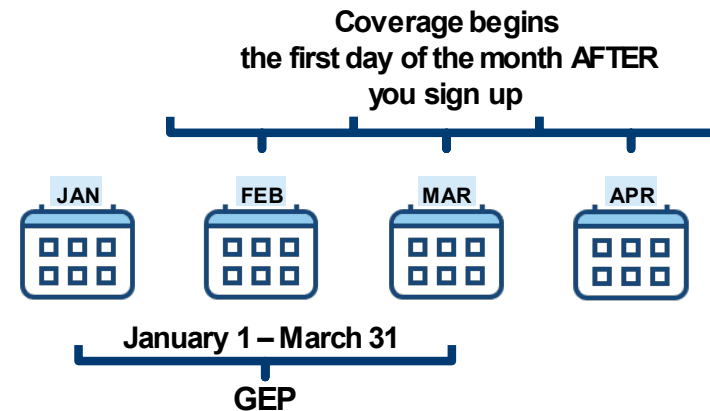 Coverage begins
the first day of the month AFTER
you sign up
JAN FEB MAR APR
January 1 – March 31
GEP